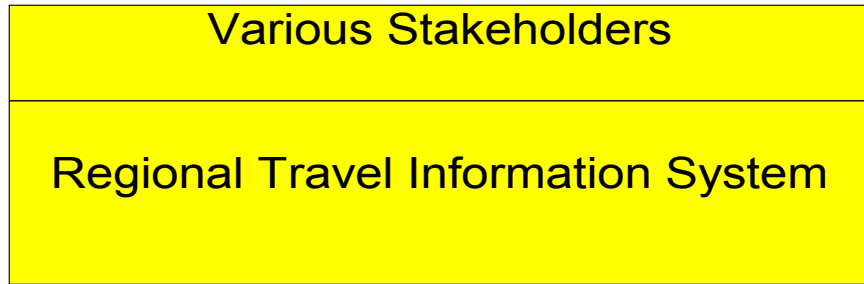 Various Stakeholders
Regional Travel Information System